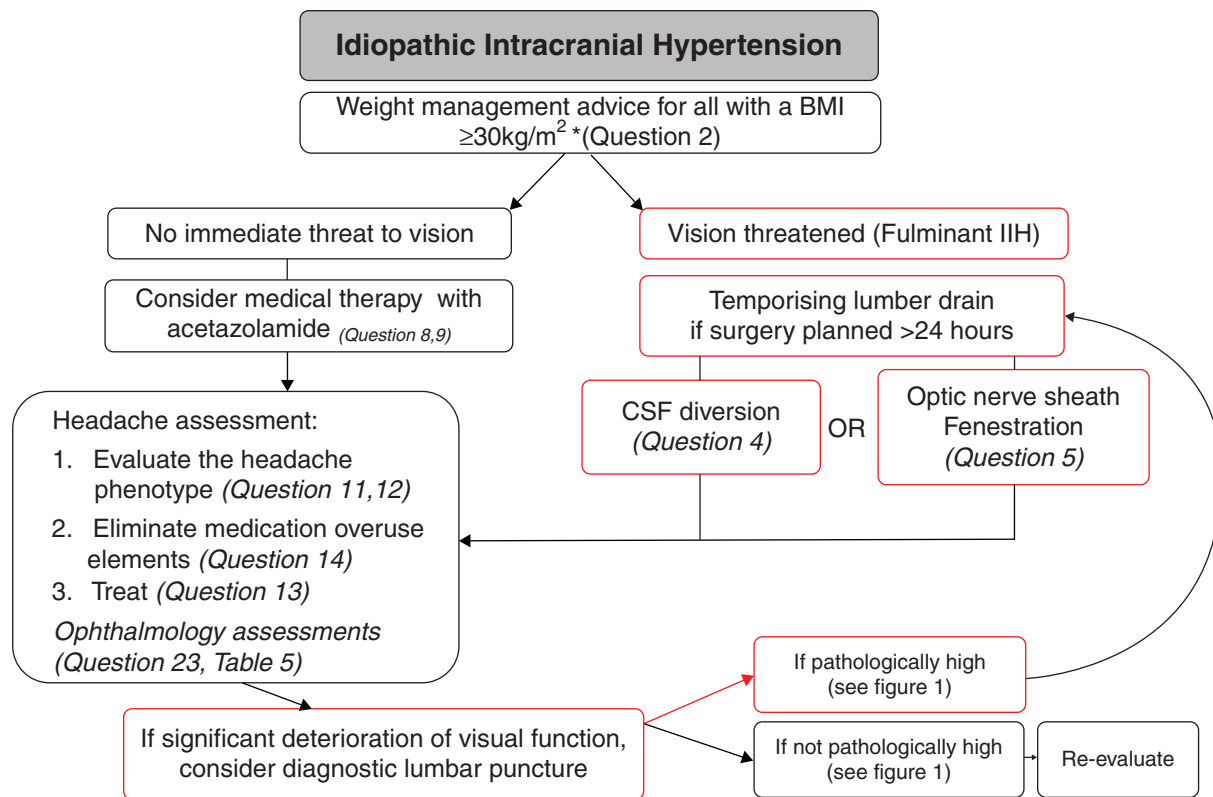 Idiopathic Intracranial Hypertension
Weight management advice for all with a BMI
≥30kg/m² *(Question 2)
No immediate threat to vision
Vision threatened (Fulminant IIH)
Consider medical therapy with
acetazolamide (Question 8,9)
Temporising lumber drain
if surgery planned >24 hours
CSF diversion
(Question 4)
OR
Optic nerve sheath
Fenestration
(Question 5)
Headache assessment:
1. Evaluate the headache
phenotype (Question 11,12)
2. Eliminate medication overuse
elements (Question 14)
3. Treat (Question 13)
Ophthalmology assessments
(Question 23, Table 5)
If significant deterioration of visual function,
consider diagnostic lumbar puncture
If pathologically high
(see figure 1)
If not pathologically high
(see figure 1)
Re-evaluate